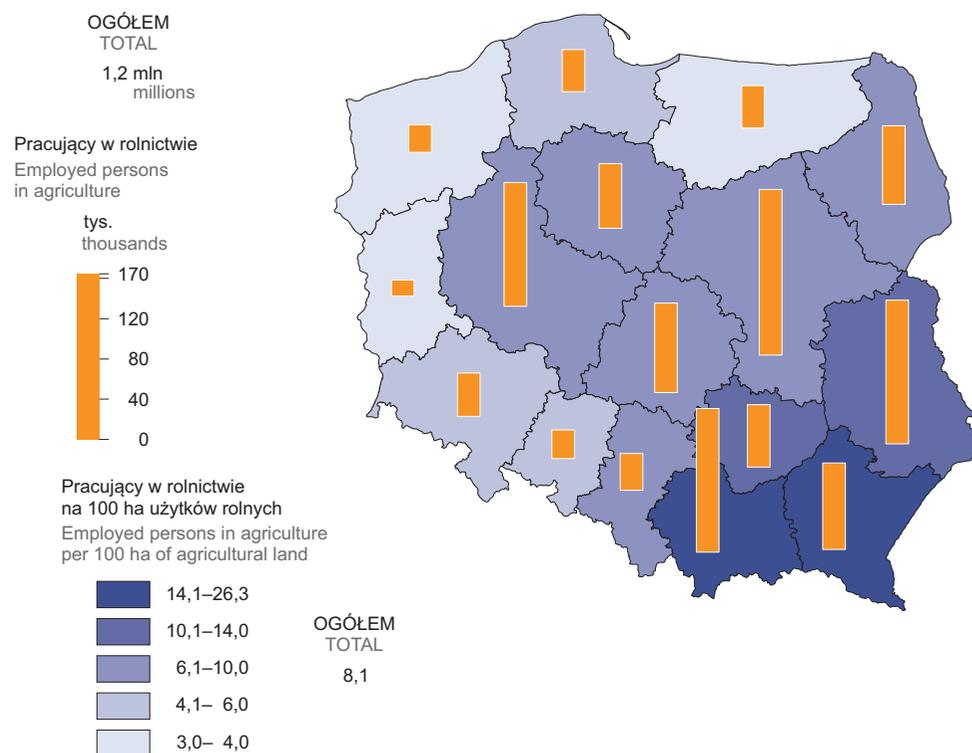 OGÓŁEM
TOTAL
1,2 mln
millions
Pracujący w rolnictwie
Employed persons
in agriculture
tys.
thousands
170
120
80
40
0
Pracujący w rolnictwie
na 100 ha użytków rolnych
Employed persons in agriculture
per 100 ha of agricultural land
14,1–26,3
10,1–14,0
6,1–10,0
4,1– 6,0
3,0– 4,0
OGÓŁEM
TOTAL
8,1